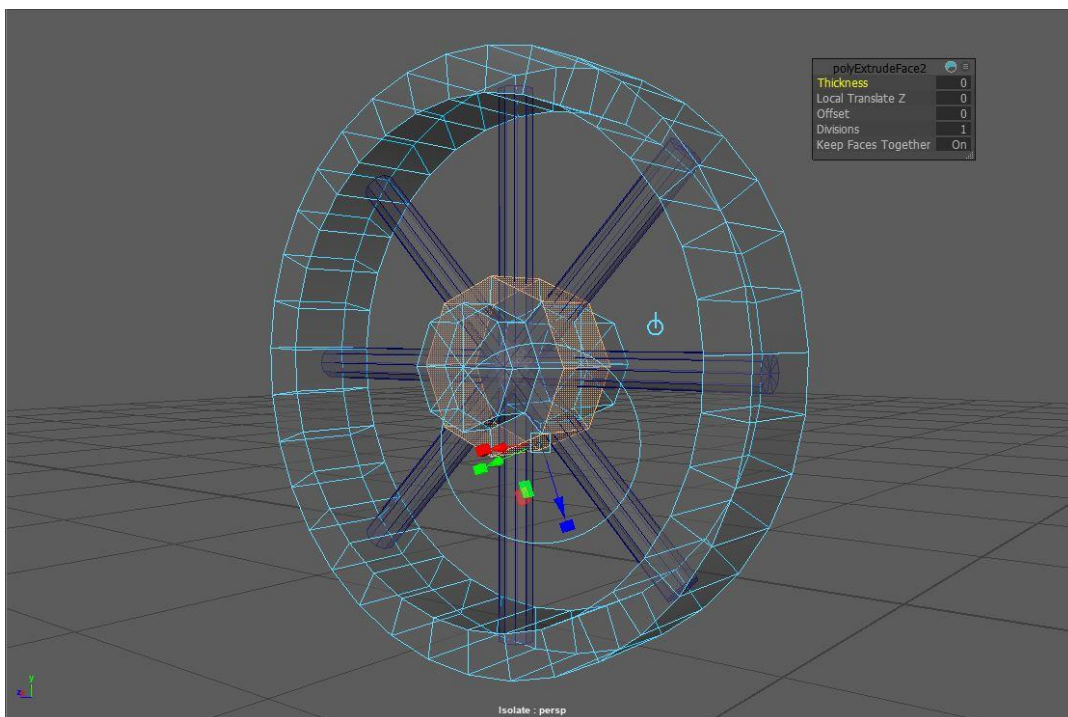 polyExtrudeFace2
Thickness 0
Local Translate Z 0
Offset 0
Divisions 1
Keep Faces Together On
y
z
Isolate : persp